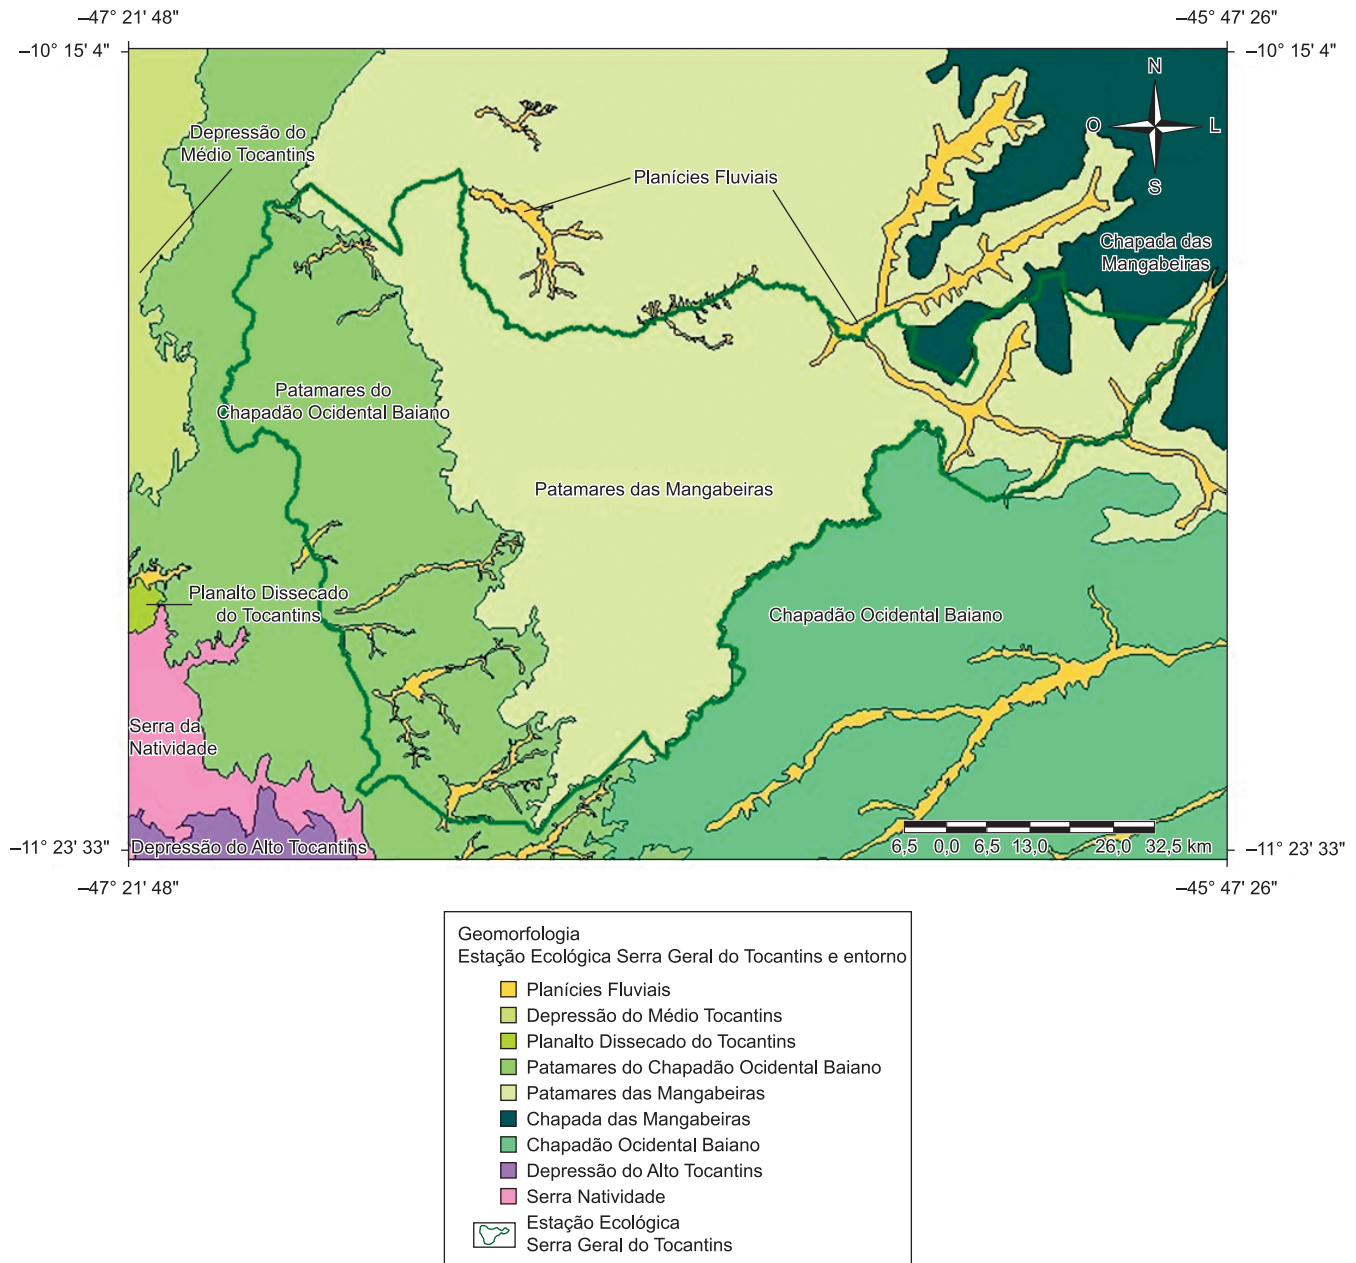 –47° 21' 48"
–45° 47' 26"
–10° 15' 4"
–10° 15' 4"
N
O
L
S
Depressão do
Médio Tocantins
Planícies Fluviais
Chapada das
Mangabeiras
Patamares do
Chapadão Ocidental Baiano
Patamares das Mangabeiras
Planalto Dissecado
do Tocantins
Chapadão Ocidental Baiano
Serra da
Natividade
Depressão do Alto Tocantins
6,5 0,0 6,5 13,0 26,0 32,5 km
–11° 23' 33"
–11° 23' 33"
–47° 21' 48"
–45° 47' 26"
Geomorfologia
Estação Ecológica Serra Geral do Tocantins e entorno
Planícies Fluviais
Depressão do Médio Tocantins
Planalto Dissecado do Tocantins
Patamares do Chapadão Ocidental Baiano
Patamares das Mangabeiras
Chapada das Mangabeiras
Chapadão Ocidental Baiano
Depressão do Alto Tocantins
Serra Natividade
Estação Ecológica
Serra Geral do Tocantins